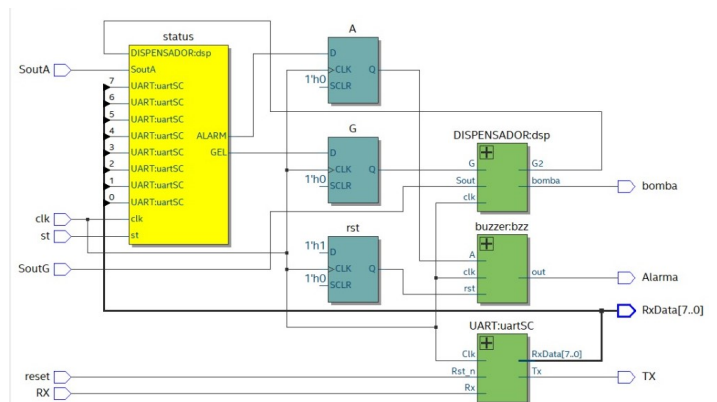 status
DISPENSADOR:dsp
SoutA
SoutA
7
UART:uartSC
6
UART:uartSC
5
UART:uartSC
4
UART:uartSC
ALARM
3
UART:uartSC
GEL
2
UART:uartSC
1
UART:uartSC
0
UART:uartSC
clk
clk
st
st
SoutG
reset
RX
A
D
CLK
Q
1'h0
SCLR
G
D
CLK
Q
1'h0
SCLR
rst
1'h1
D
CLK
Q
1'h0
SCLR
DISPENSADOR:dsp
G
G2
Sout
bomba
clk
bomba
buzzer:bzz
A
clk
out
rst
Alarma
RxData[7..0]
UART:uartSC
Clk
RxData[7..0]
Rst_n
Tx
Rx
TX